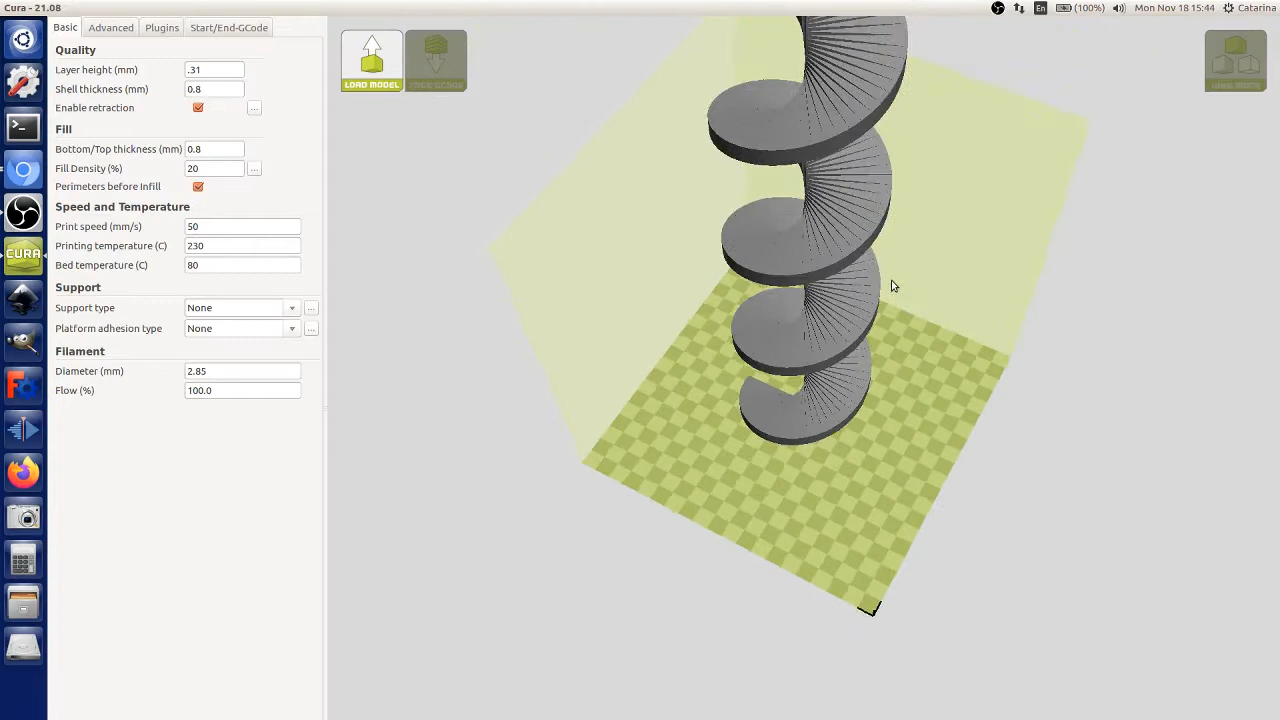 Cura - 21.08
En
(100%)
Mon Nov 18 15:44
Catarina
Basic
Advanced
Plugins
Start/End-GCode
Quality
Layer height (mm)
.31
Shell thickness (mm)
0.8
Enable retraction
...
Fill
Bottom/Top thickness (mm)
0.8
Fill Density (%)
20
...
Perimeters before Infill
Speed and Temperature
Print speed (mm/s)
50
Printing temperature (C)
230
Bed temperature (C)
80
Support
Support type
None
...
Platform adhesion type
None
...
Filament
Diameter (mm)
2.85
Flow (%)
100.0
LOAD MODEL
CURA